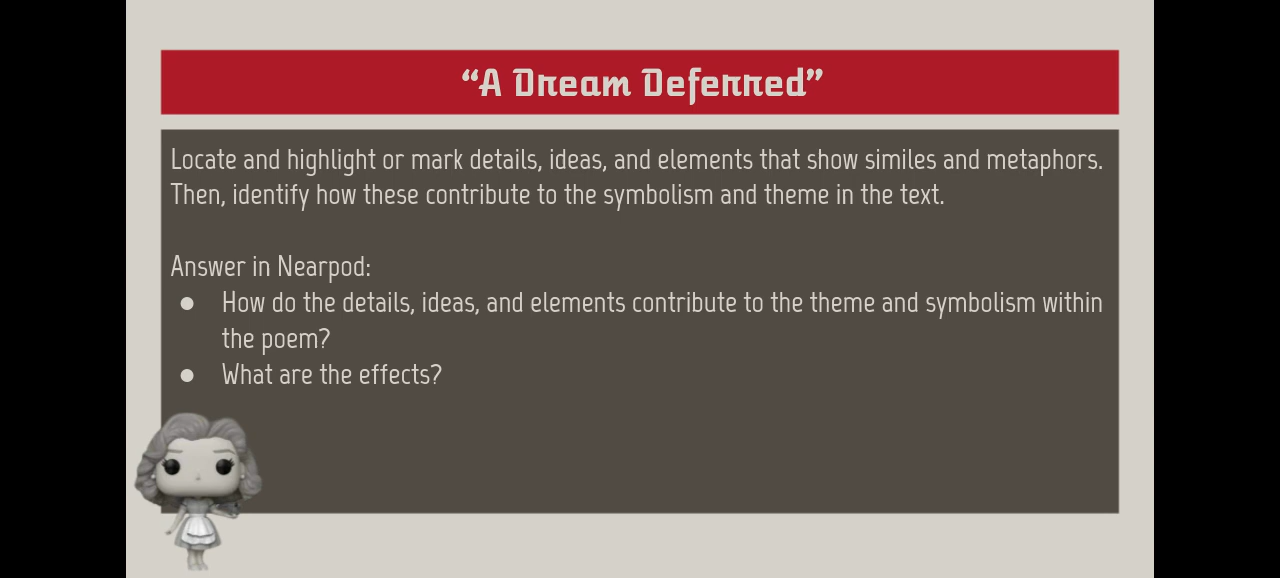 “A Dream Deferred”
Locate and highlight or mark details, ideas, and elements that show similes and metaphors.
Then, identify how these contribute to the symbolism and theme in the text.
Answer in Nearpod:
● How do the details, ideas, and elements contribute to the theme and symbolism within
the poem?
● What are the effects?